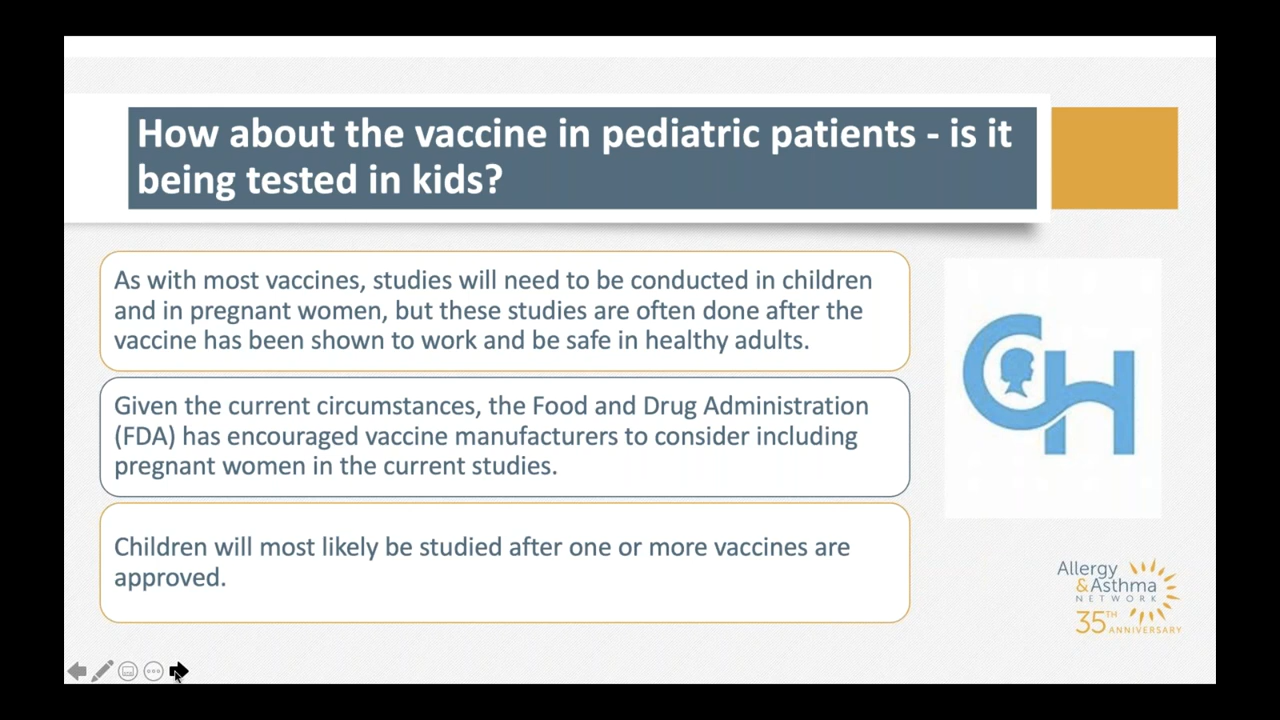 How about the vaccine in pediatric patients - is it
being tested in kids?
As with most vaccines, studies will need to be conducted in children
and in pregnant women, but these studies are often done after the
vaccine has been shown to work and be safe in healthy adults.
Given the current circumstances, the Food and Drug Administration
(FDA) has encouraged vaccine manufacturers to consider including
pregnant women in the current studies.
Children will most likely be studied after one or more vaccines are
approved.
CH
Allergy
&Asthma
NETWORK
35TH ANNIVERSARY